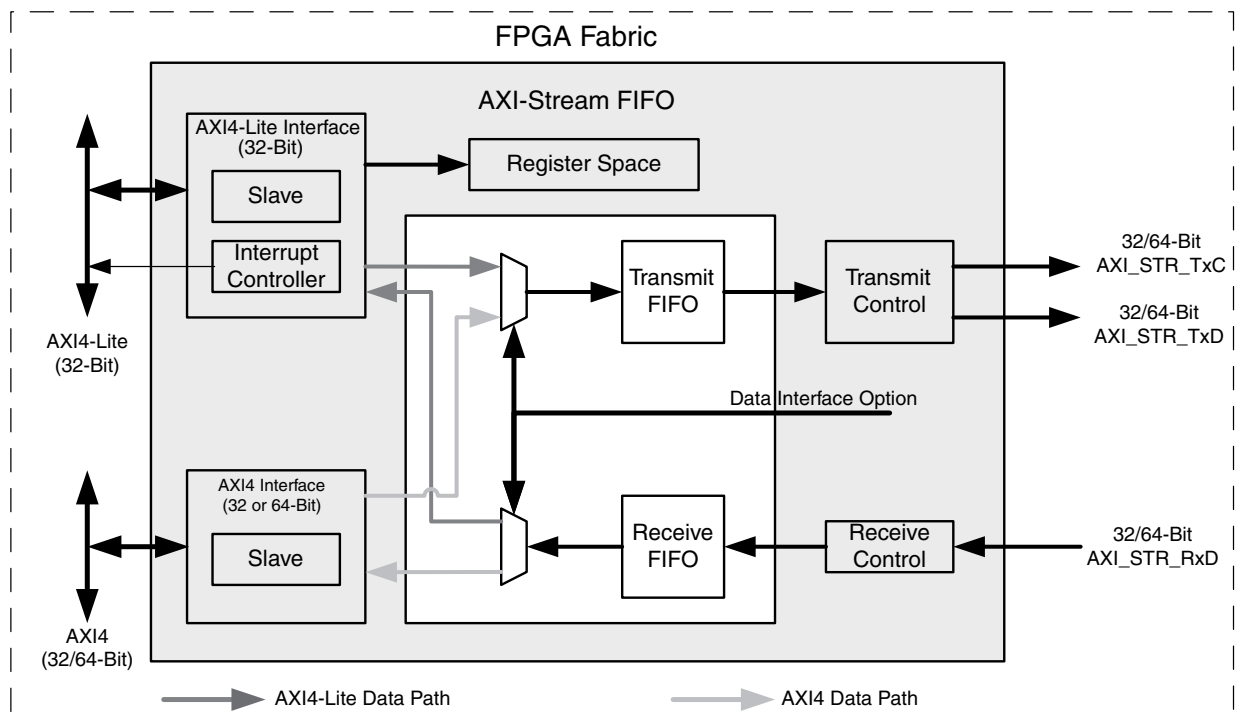 FPGA Fabric
AXI-Stream FIFO
AXI4-Lite Interface
(32-Bit)
Slave
Interrupt
Controller
Register Space
AXI4-Lite
(32-Bit)
Transmit
FIFO
Transmit
Control
32/64-Bit
AXI_STR_TxC
32/64-Bit
AXI_STR_TxD
Data Interface Option
AXI4 Interface
(32 or 64-Bit)
Slave
Receive
FIFO
Receive
Control
32/64-Bit
AXI_STR_RxD
AXI4
(32/64-Bit)
AXI4-Lite Data Path
AXI4 Data Path